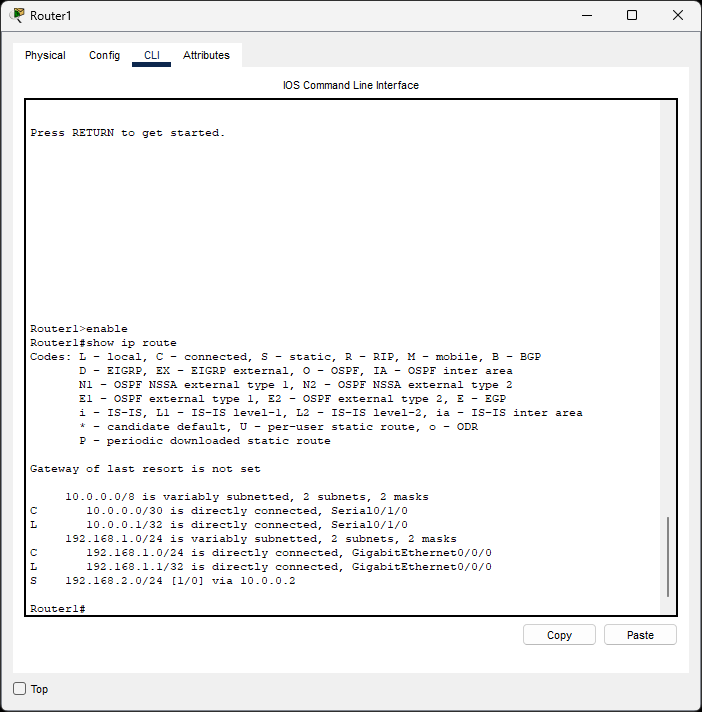 Router1
Physical Config CLI Attributes
IOS Command Line Interface
Press RETURN to get started.
Router1>enable
Router1#show ip route
Codes: L - local, C - connected, S - static, R - RIP, M - mobile, B - BGP
       D - EIGRP, EX - EIGRP external, O - OSPF, IA - OSPF inter area
       N1 - OSPF NSSA external type 1, N2 - OSPF NSSA external type 2
       E1 - OSPF external type 1, E2 - OSPF external type 2, E - EGP
       i - IS-IS, L1 - IS-IS level-1, L2 - IS-IS level-2, ia - IS-IS inter area
       * - candidate default, U - per-user static route, o - ODR
       P - periodic downloaded static route
Gateway of last resort is not set
     10.0.0.0/8 is variably subnetted, 2 subnets, 2 masks
C       10.0.0.0/30 is directly connected, Serial0/1/0
L       10.0.0.1/32 is directly connected, Serial0/1/0
     192.168.1.0/24 is variably subnetted, 2 subnets, 2 masks
C       192.168.1.0/24 is directly connected, GigabitEthernet0/0/0
L       192.168.1.1/32 is directly connected, GigabitEthernet0/0/0
S    192.168.2.0/24 [1/0] via 10.0.0.2
Router1#
Copy Paste
Top